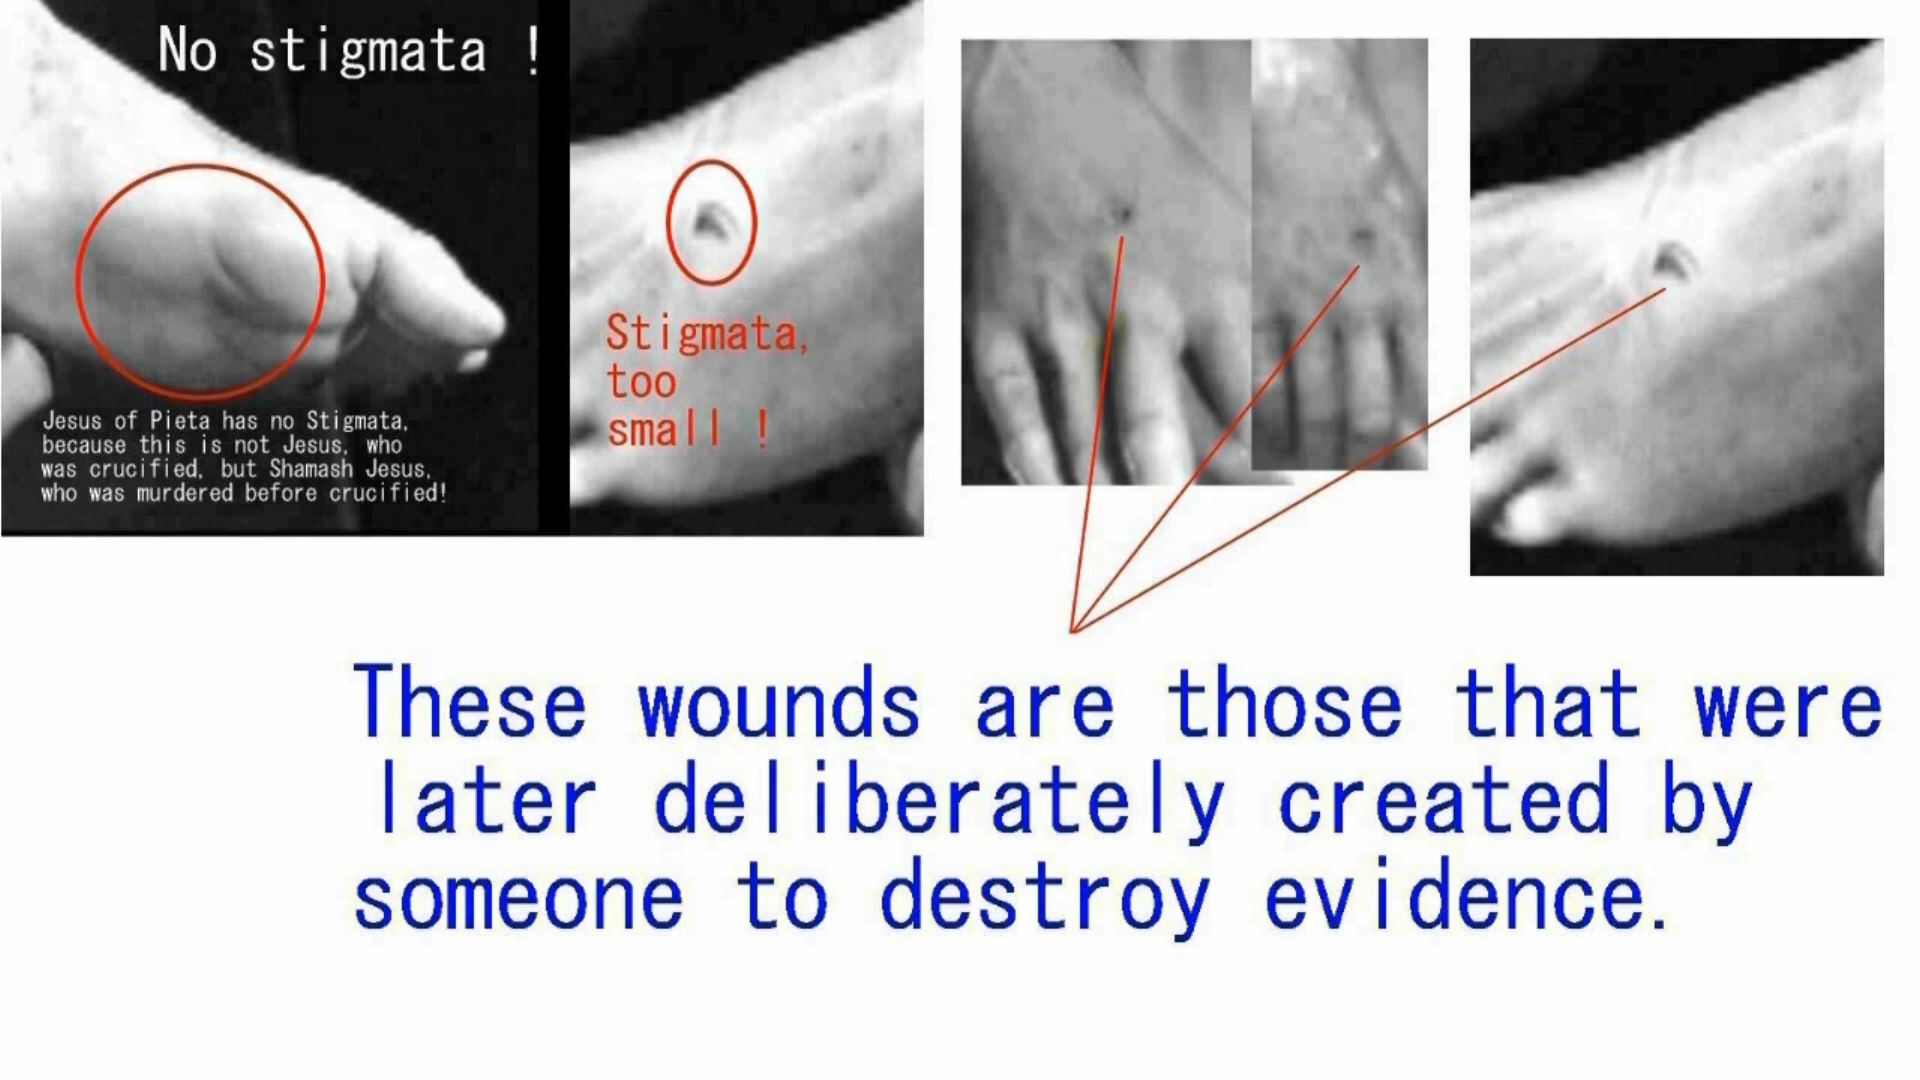 No stigmata !
Jesus of Pieta has no Stigmata,
because this is not Jesus, who
was crucified, but Shamash Jesus,
who was murdered before crucified!
Stigmata,
too
small !
These wounds are those that were
later deliberately created by
someone to destroy evidence.